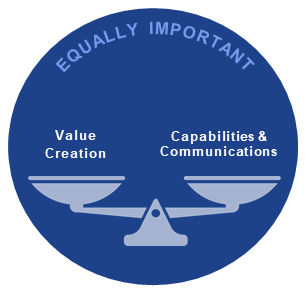 EQUALLY IMPORTANT
Value
Creation
Capabilities &
Communications